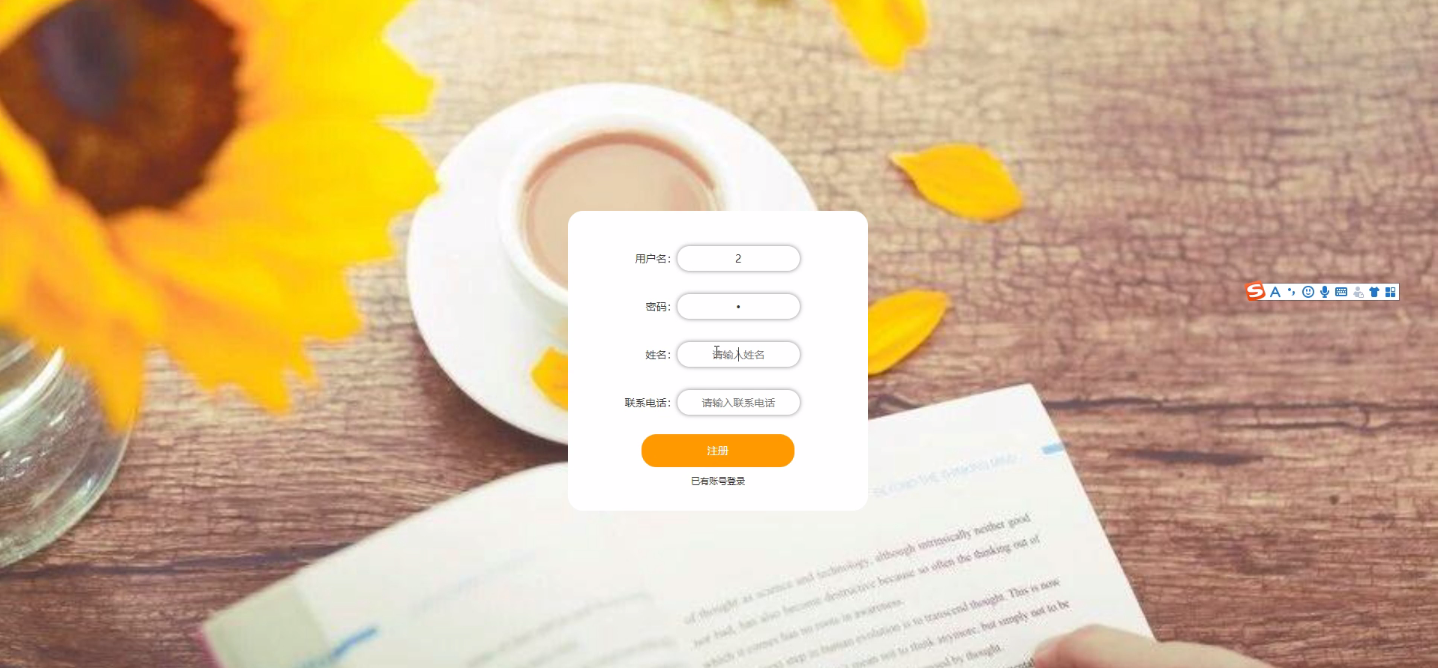 用户名: 2
密码: •
姓名: 请输入姓名
联系电话: 请输入联系电话
注册
已有账号登录
BEYOND THE THINKING MIND
of thought as science and technology, although intrinsically neither good
nor bad, has also become destructive because so often the thinking out of
which it comes has no roots in awareness.
next step in human evolution is to transcend thought. This is now
mean not to think anymore, but simply not to be
by thought.